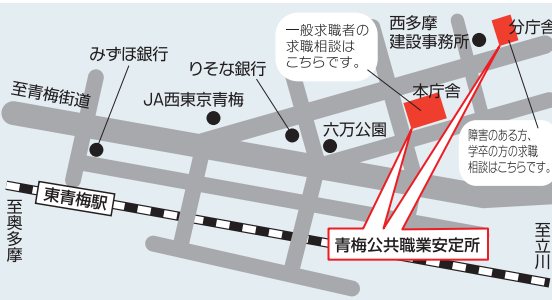 一般求職者の
求職相談は
こちらです。
西多摩
建設事務所
分庁舎
みずほ銀行
りそな銀行
至青梅街道
JA西東京青梅
本庁舎
六万公園
障害のある方、
学卒の方の求職
相談はこちらです。
東青梅駅
至奥多摩
青梅公共職業安定所
至立川